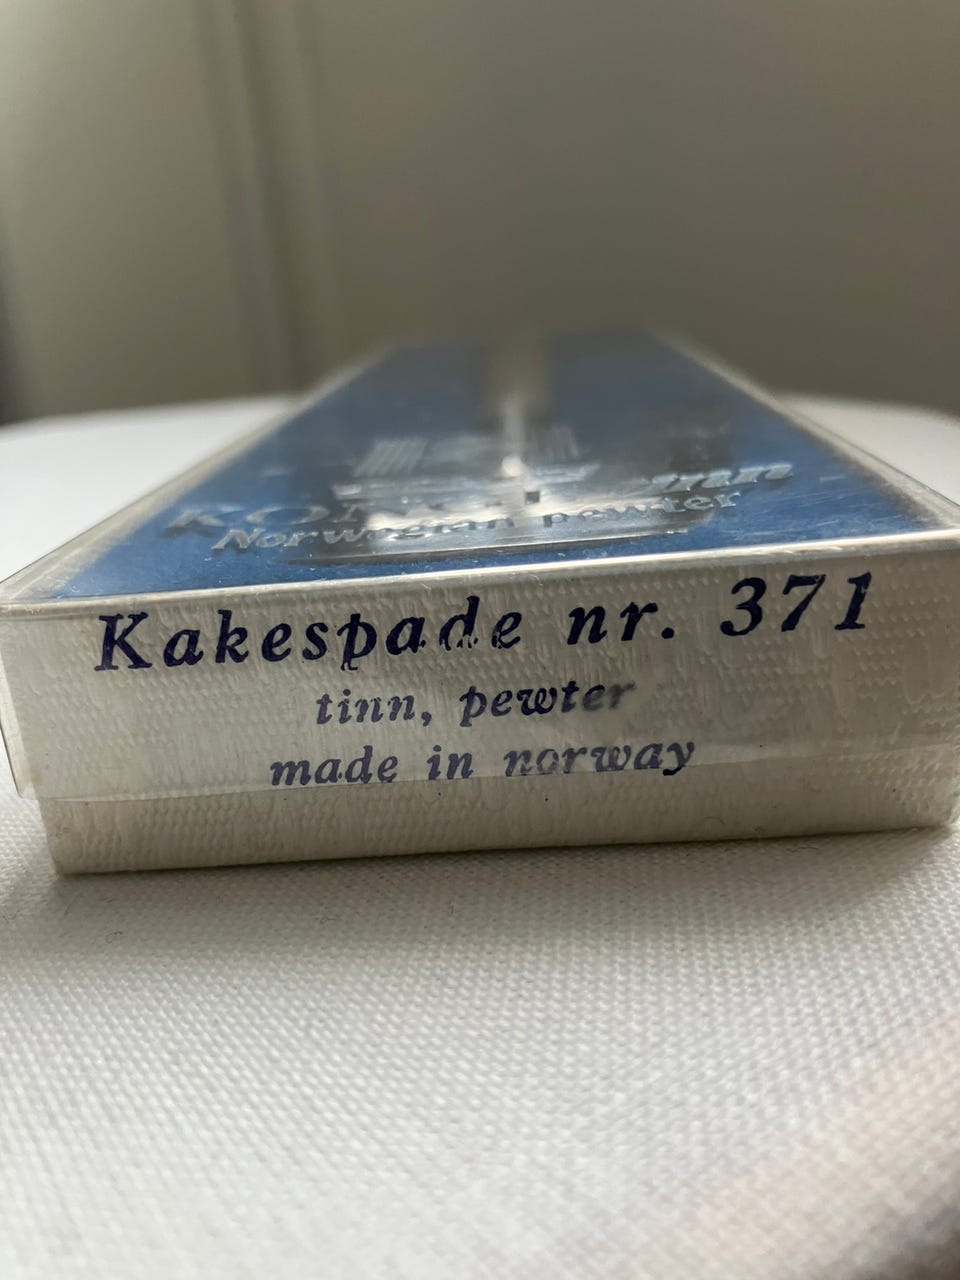 Norwegian pewter
Kakespade nr. 371
tinn, pewter
made in norway